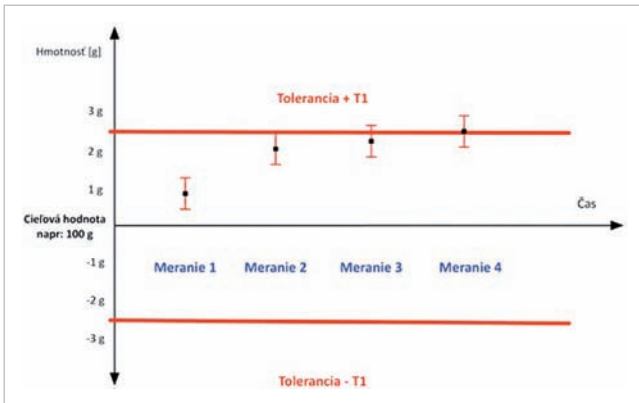 Hmotnosť [g]
Tolerancia + T1
3 g
2 g
1 g
Čas
Cieľová hodnota
napr: 100 g
-1 g
Meranie 1
Meranie 2
Meranie 3
Meranie 4
-2 g
-3 g
Tolerancia - T1